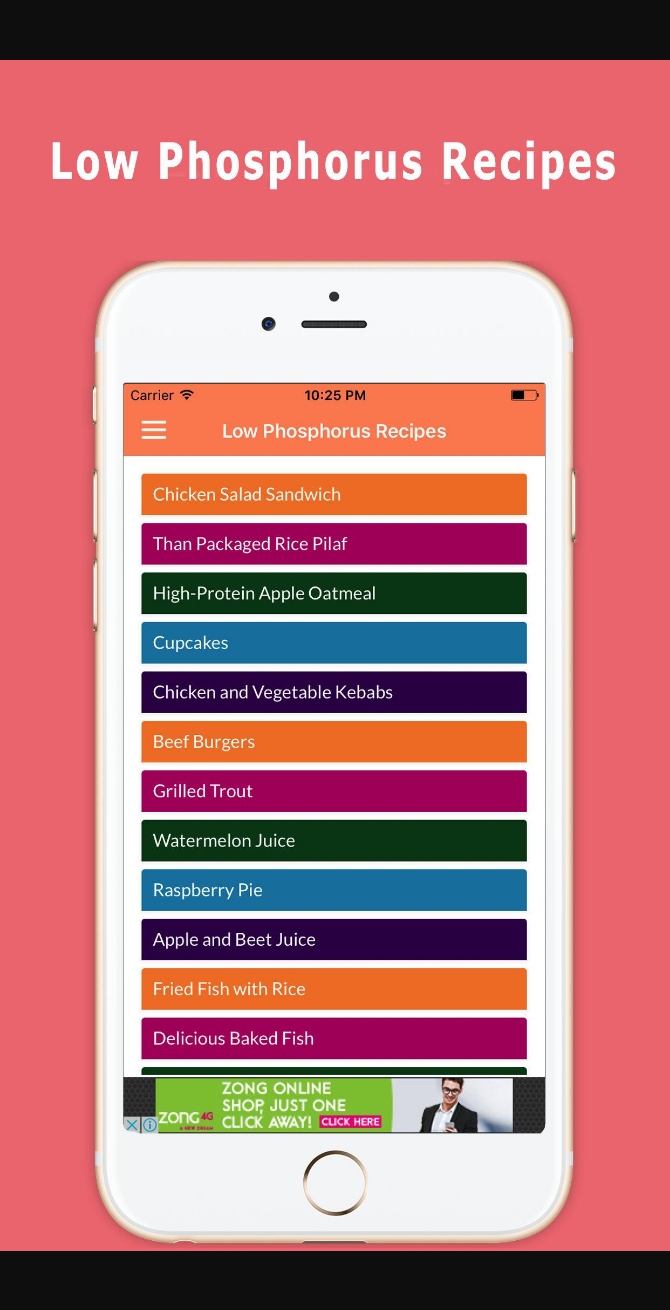 Low Phosphorus Recipes
Carrier 10:25 PM
Low Phosphorus Recipes
Chicken Salad Sandwich
Than Packaged Rice Pilaf
High-Protein Apple Oatmeal
Cupcakes
Chicken and Vegetable Kebabs
Beef Burgers
Grilled Trout
Watermelon Juice
Raspberry Pie
Apple and Beet Juice
Fried Fish with Rice
Delicious Baked Fish
ZONG 4G
A NEW DREAM
ZONG ONLINE
SHOP, JUST ONE
CLICK AWAY! CLICK HERE